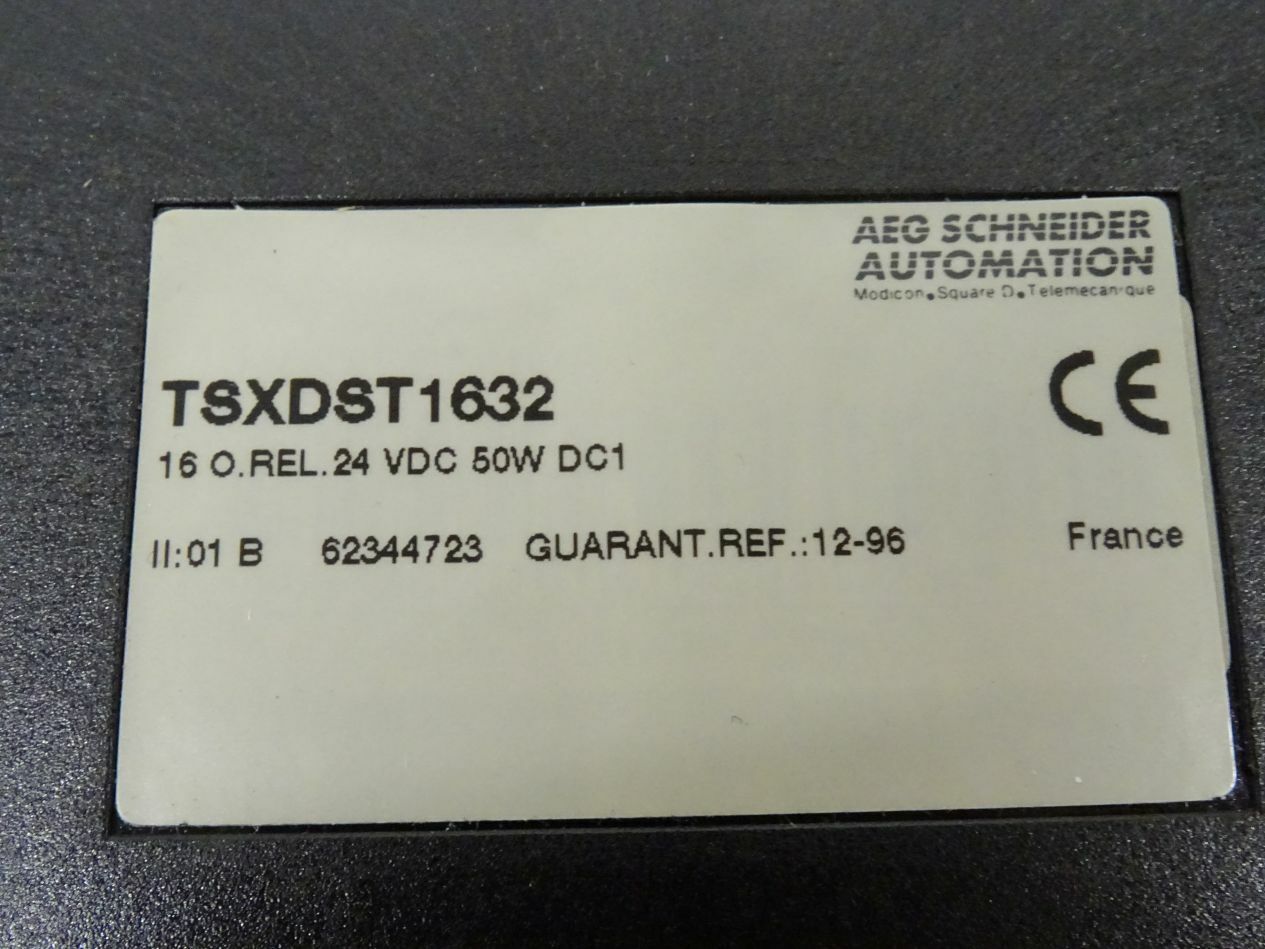 AEG SCHNEIDER
AUTOMATION
Modicon.Square D.Telemecanique
TSXDST1632
CE
16 O.REL.24 VDC 50W DC1
II:01 B 62344723 GUARANT.REF.:12-96 France